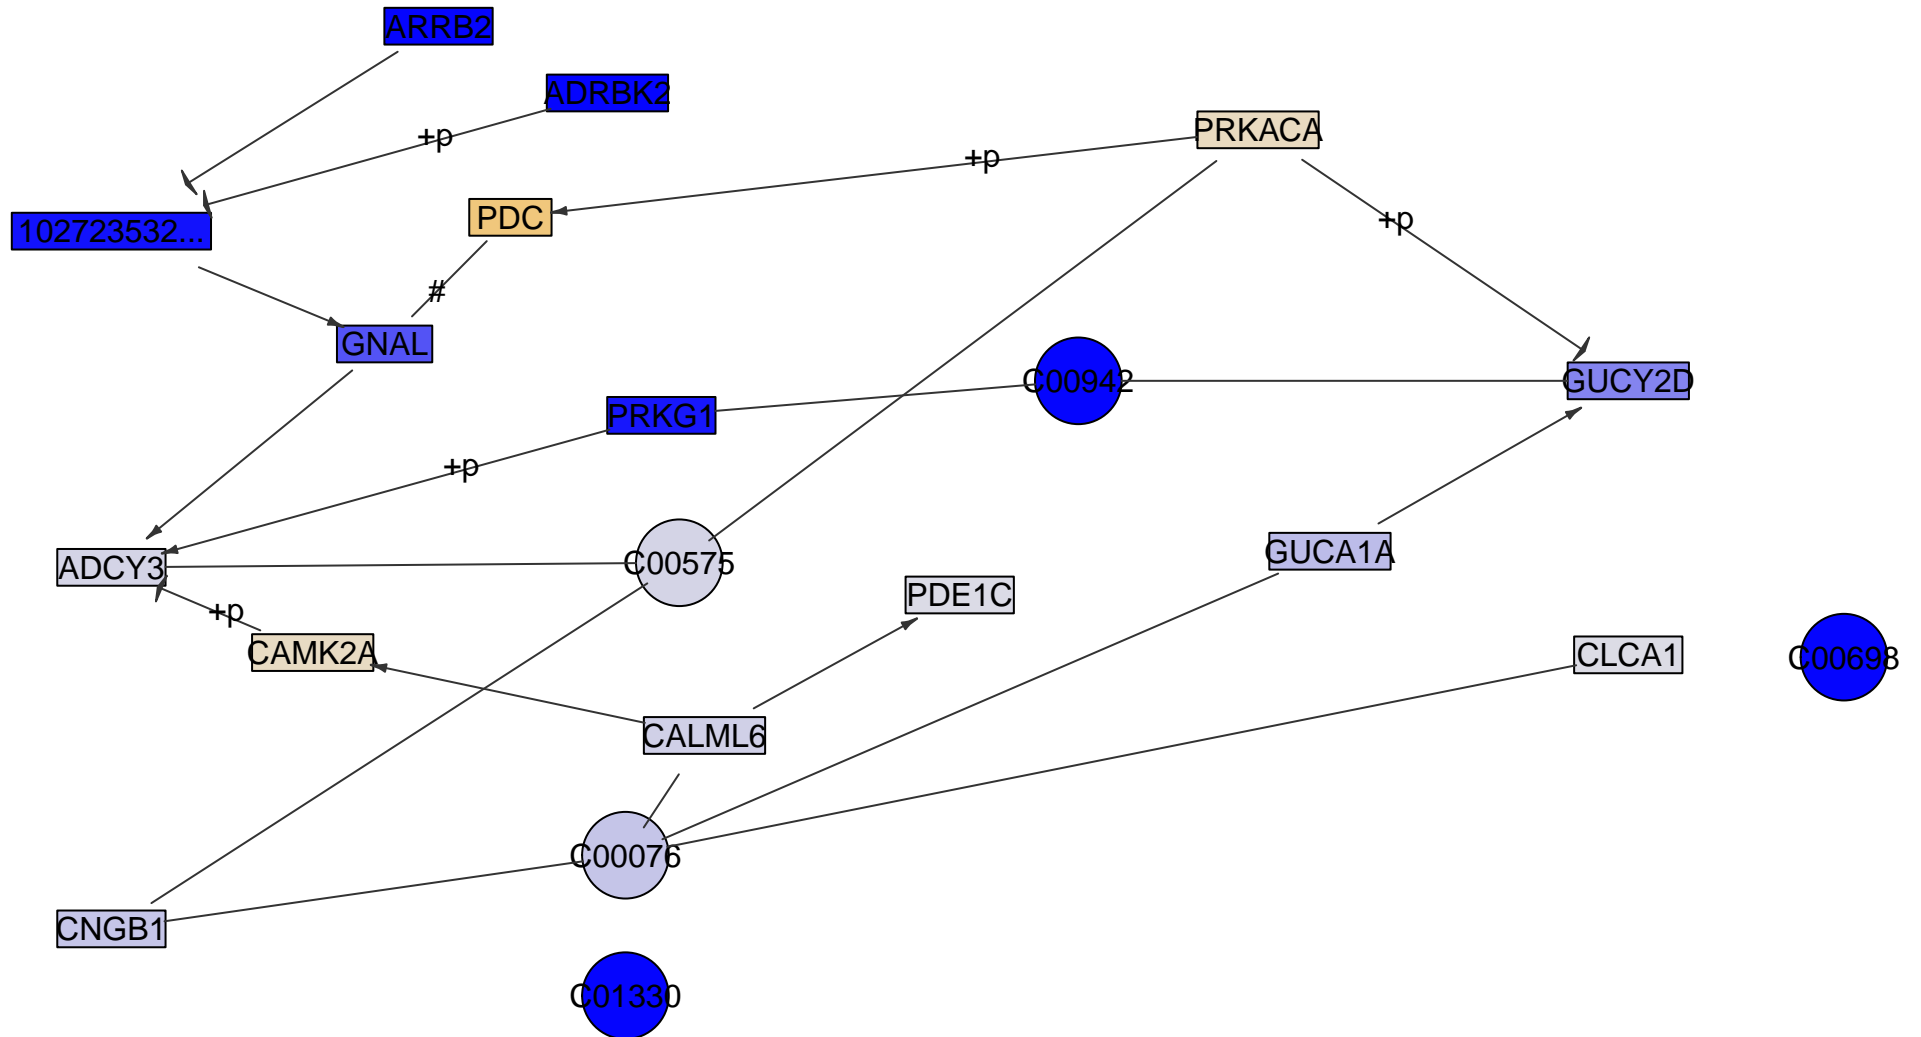 ARRB2
ADRBK2
+p
PRKACA
+p
102723532...
PDC
+p
#
GNAL
C00942
GUCY2D
PRKG1
+p
ADCY3
C00575
GUCA1A
PDE1C
+p
CAMK2A
CLCA1
C00698
CALML6
C00076
CNGB1
C01330